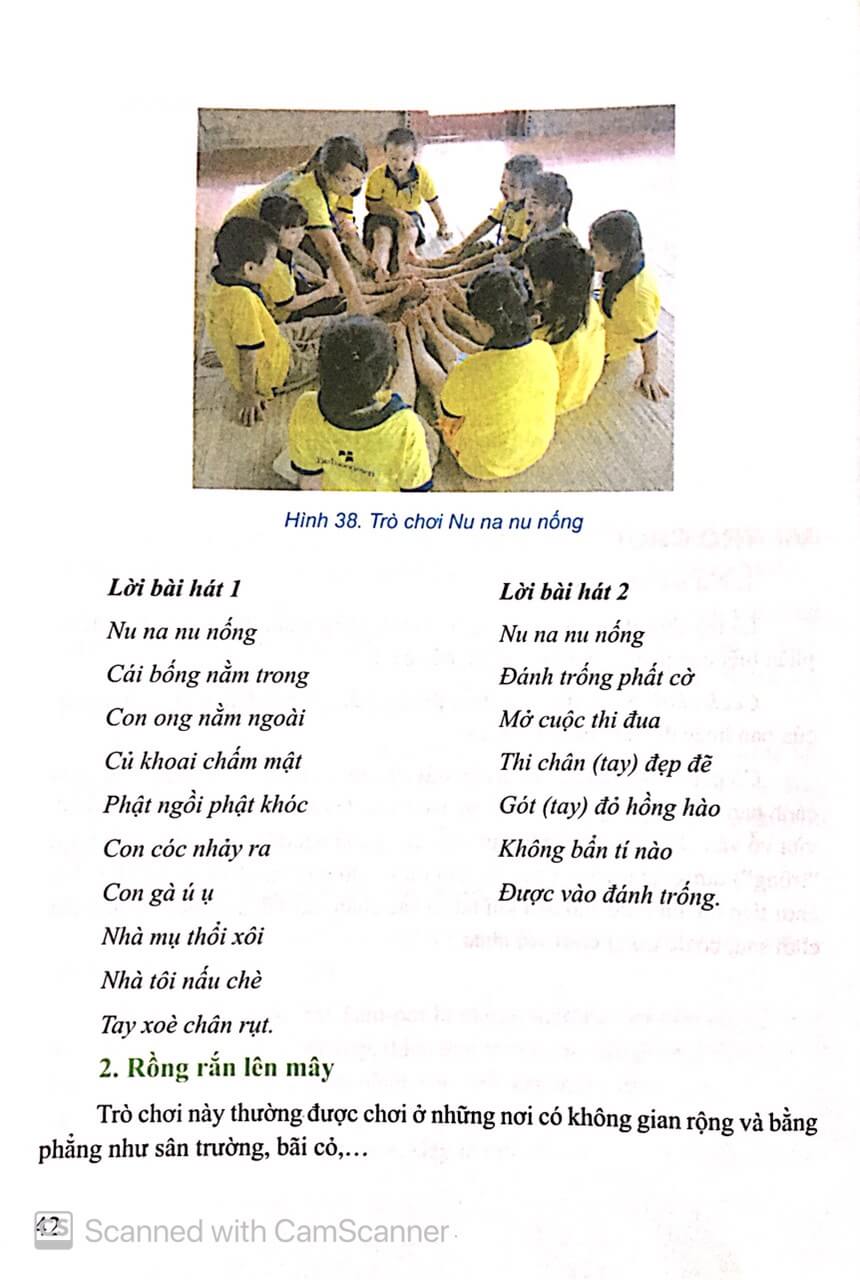 Hình 38. Trò chơi Nu na nu nống
Lời bài hát 1
Nu na nu nống
Cái bống nằm trong
Con ong nằm ngoài
Củ khoai chấm mật
Phật ngồi phật khóc
Con cóc nhảy ra
Con gà ú ụ
Nhà mụ thổi xôi
Nhà tôi nấu chè
Tay xoè chân rụt.
Lời bài hát 2
Nu na nu nống
Đánh trống phất cờ
Mở cuộc thi đua
Thi chân (tay) đẹp đẽ
Gót (tay) đỏ hồng hào
Không bẩn tí nào
Được vào đánh trống.
2. Rồng rắn lên mây
Trò chơi này thường được chơi ở những nơi có không gian rộng và bằng
phẳng như sân trường, bãi cỏ,...
42
CS Scanned with CamScanner